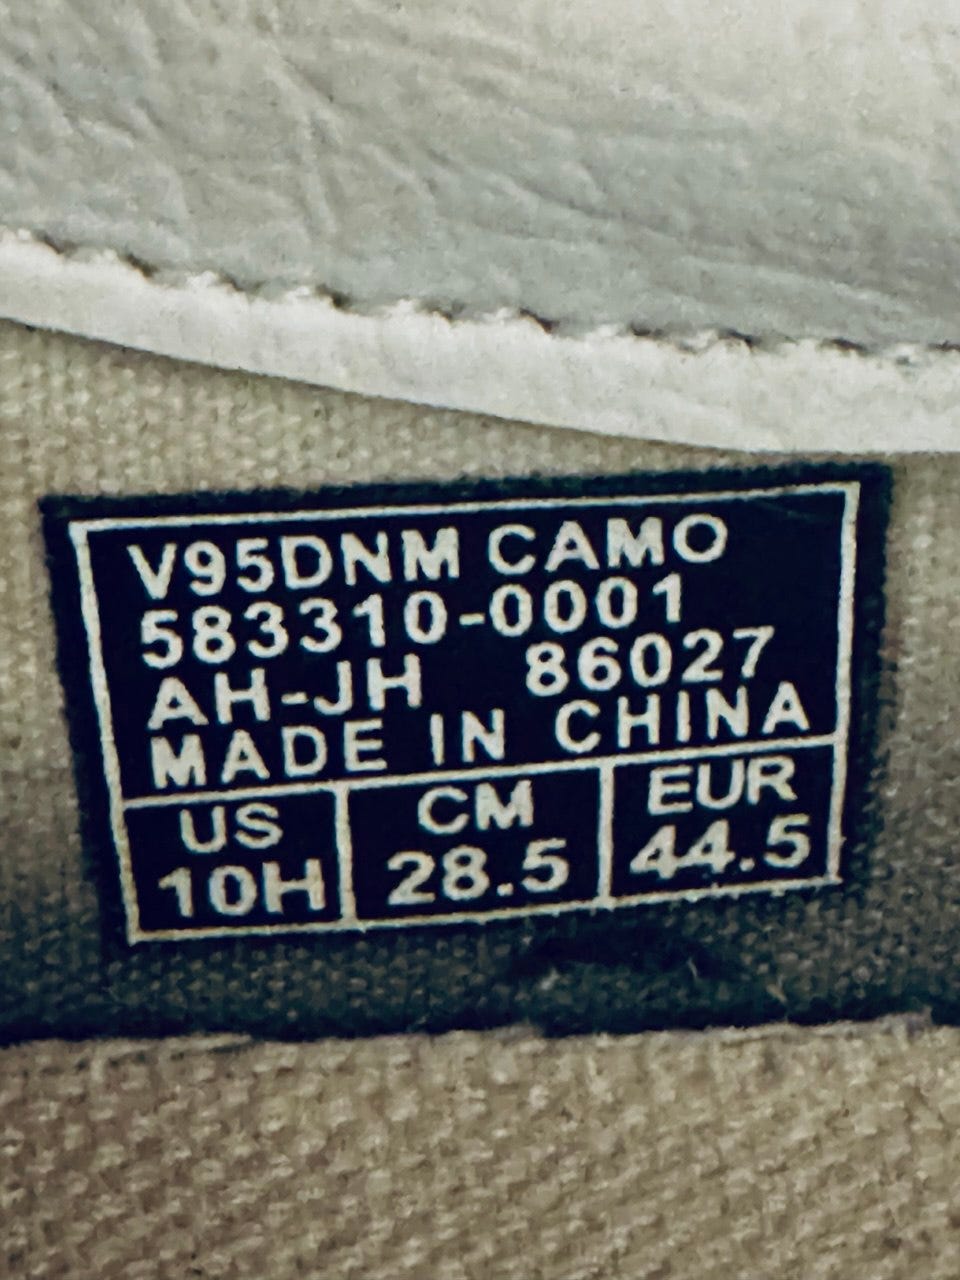 V95DNM CAMO
583310-0001
AH-JH 86027
MADE IN CHINA
US CM EUR
10H 28.5 44.5